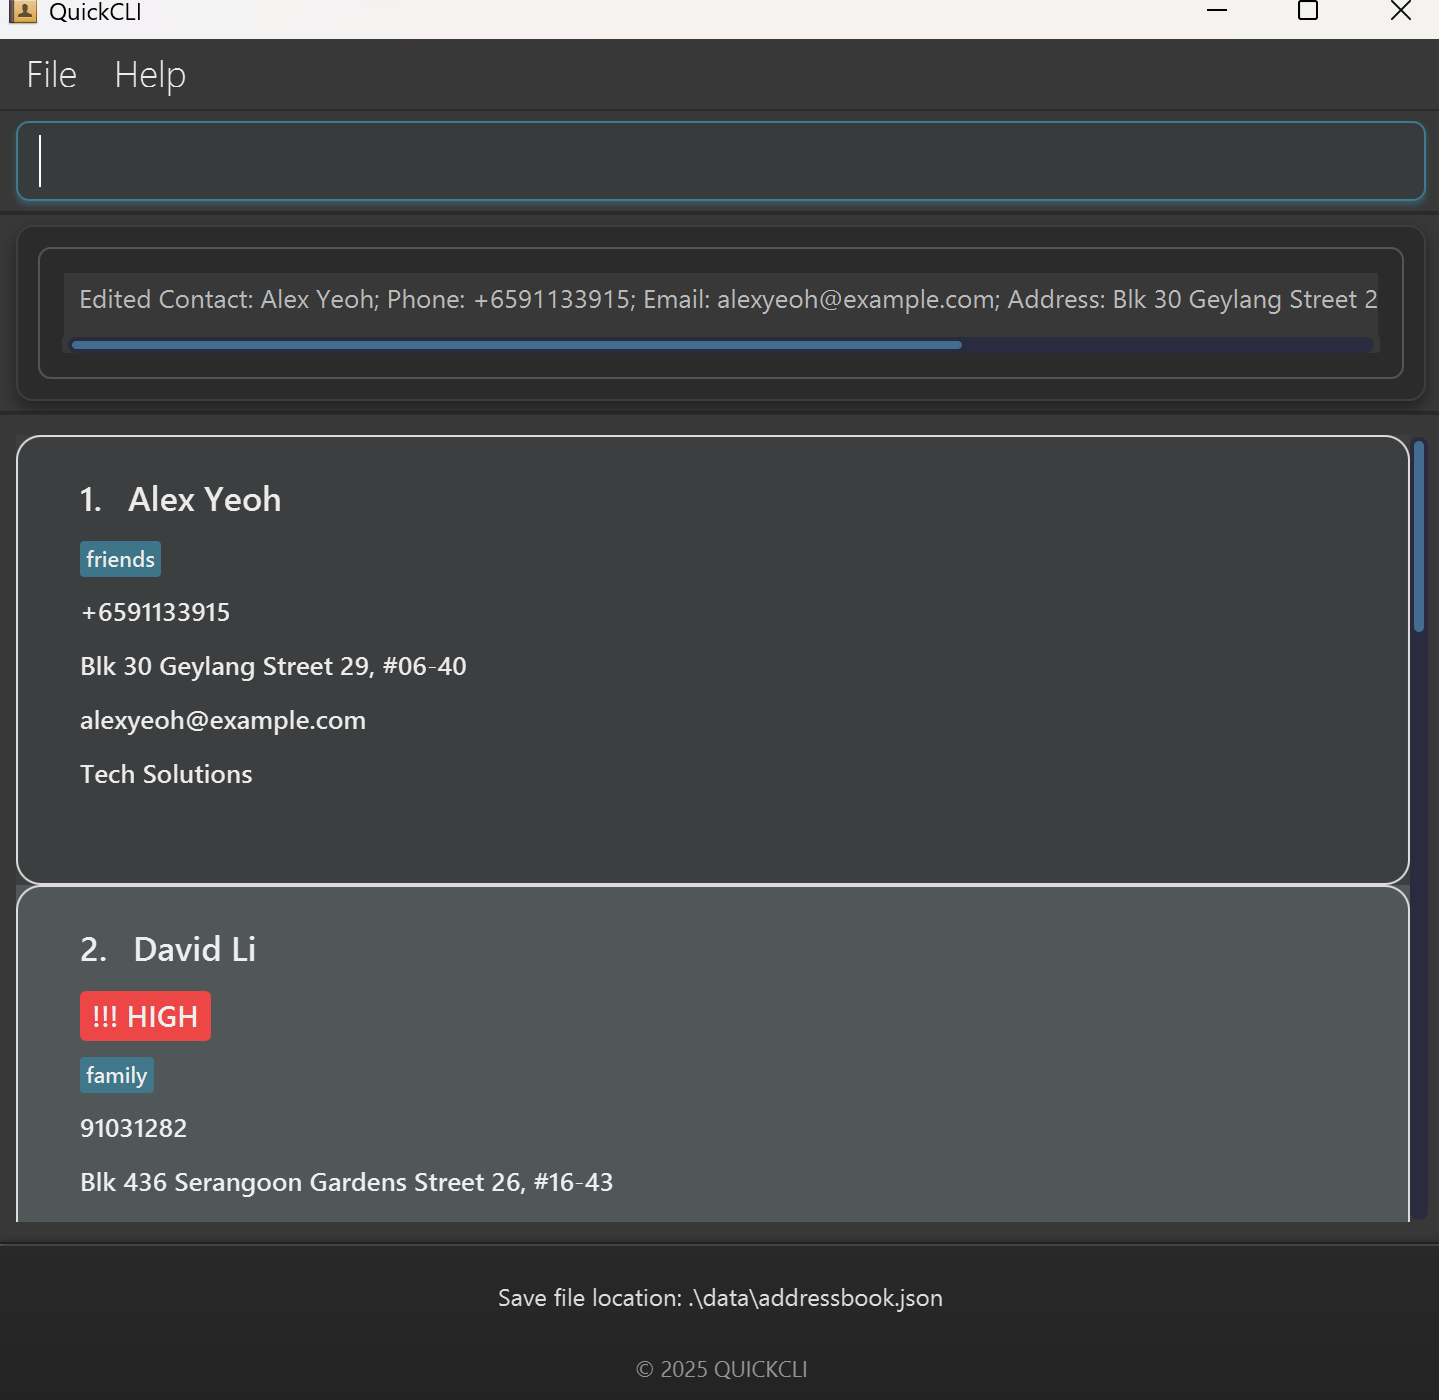 QuickCLI
File Help
Edited Contact: Alex Yeoh; Phone: +6591133915; Email: alexyeoh@example.com; Address: Blk 30 Geylang Street 2
1. Alex Yeoh
friends
+6591133915
Blk 30 Geylang Street 29, #06-40
alexyeoh@example.com
Tech Solutions
2. David Li
!!! HIGH
family
91031282
Blk 436 Serangoon Gardens Street 26, #16-43
Save file location: .\data\addressbook.json
© 2025 QUICKCLI